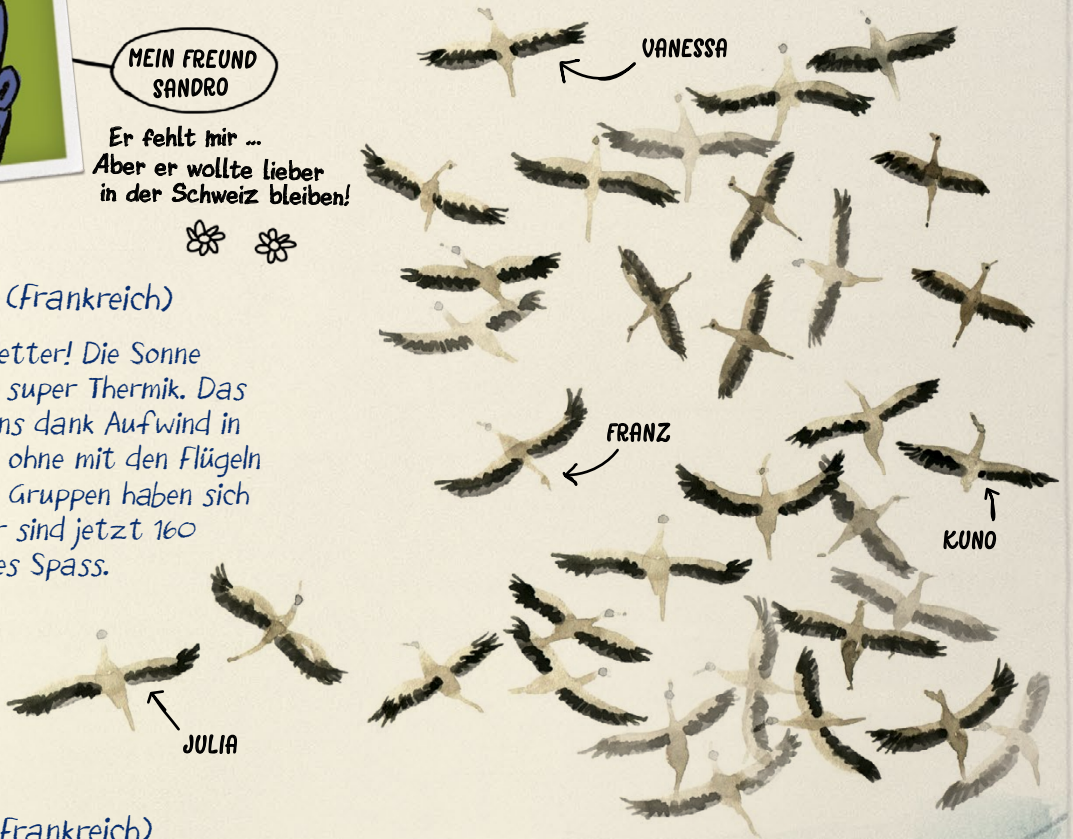 MEIN FREUND
SANDRO
Er fehlt mir ...
Aber er wollte lieber
in der Schweiz bleiben!
VANESSA
(Frankreich)
etter! Die Sonne
super Thermik. Das
ns dank Aufwind in
ohne mit den Flügeln
Gruppen haben sich
r sind jetzt 160
es Spass.
FRANZ
KUNO
JULIA
Frankreich)